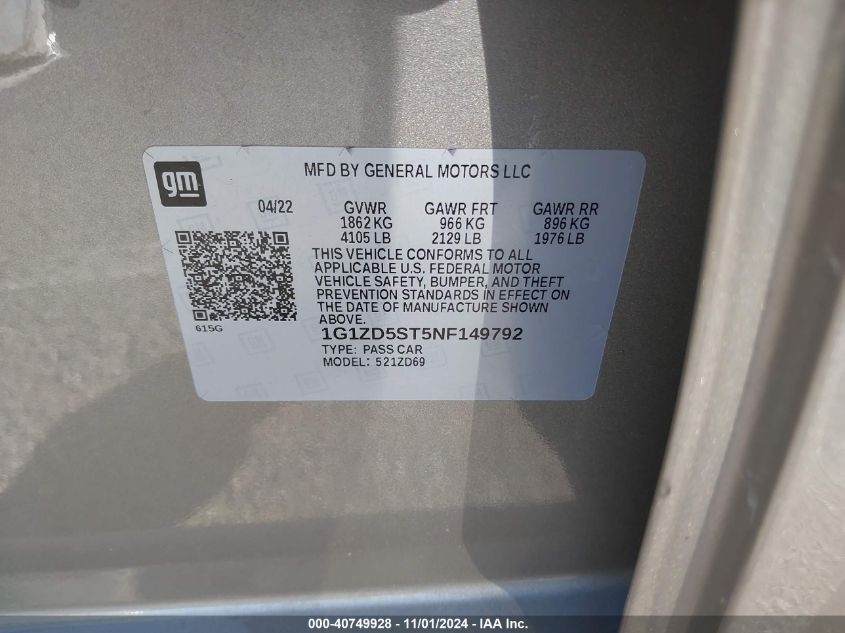 gm
MFD BY GENERAL MOTORS LLC
04/22 GVWR GAWR FRT GAWR RR
1862 KG 966 KG 896 KG
4105 LB 2129 LB 1976 LB
THIS VEHICLE CONFORMS TO ALL
APPLICABLE U.S. FEDERAL MOTOR
VEHICLE SAFETY, BUMPER, AND THEFT
PREVENTION STANDARDS IN EFFECT ON
THE DATE OF MANUFACTURE SHOWN
ABOVE.
615G
1G1ZD5ST5NF149792
TYPE: PASS CAR
MODEL: 521ZD69
000-40749928 - 11/01/2024 - IAA Inc.